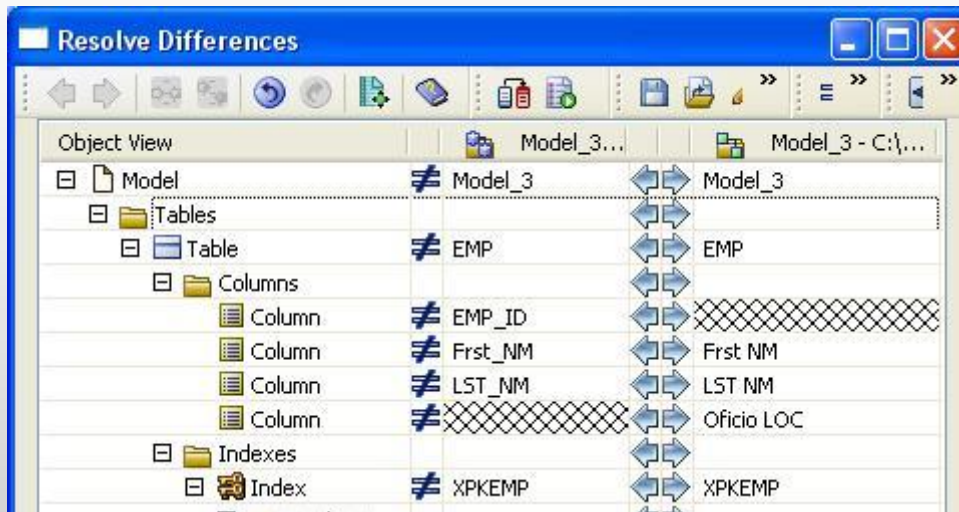 Resolve Differences
Object View Model_3... Model_3 - C:\...
Model Model_3 Model_3
Tables
Table EMP EMP
Columns
Column EMP_ID
Column Frst_NM Frst NM
Column LST_NM LST NM
Column Oficio LOC
Indexes
Index XPKEMP XPKEMP